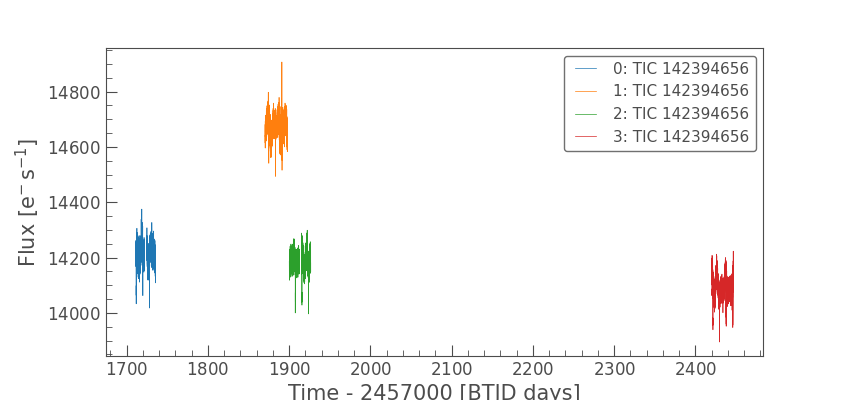 0: TIC 142394656
1: TIC 142394656
2: TIC 142394656
3: TIC 142394656
14800
14600
14400
14200
14000
Flux [e⁻ s⁻¹]
1700 1800 1900 2000 2100 2200 2300 2400
Time - 2457000 [BTJD days]